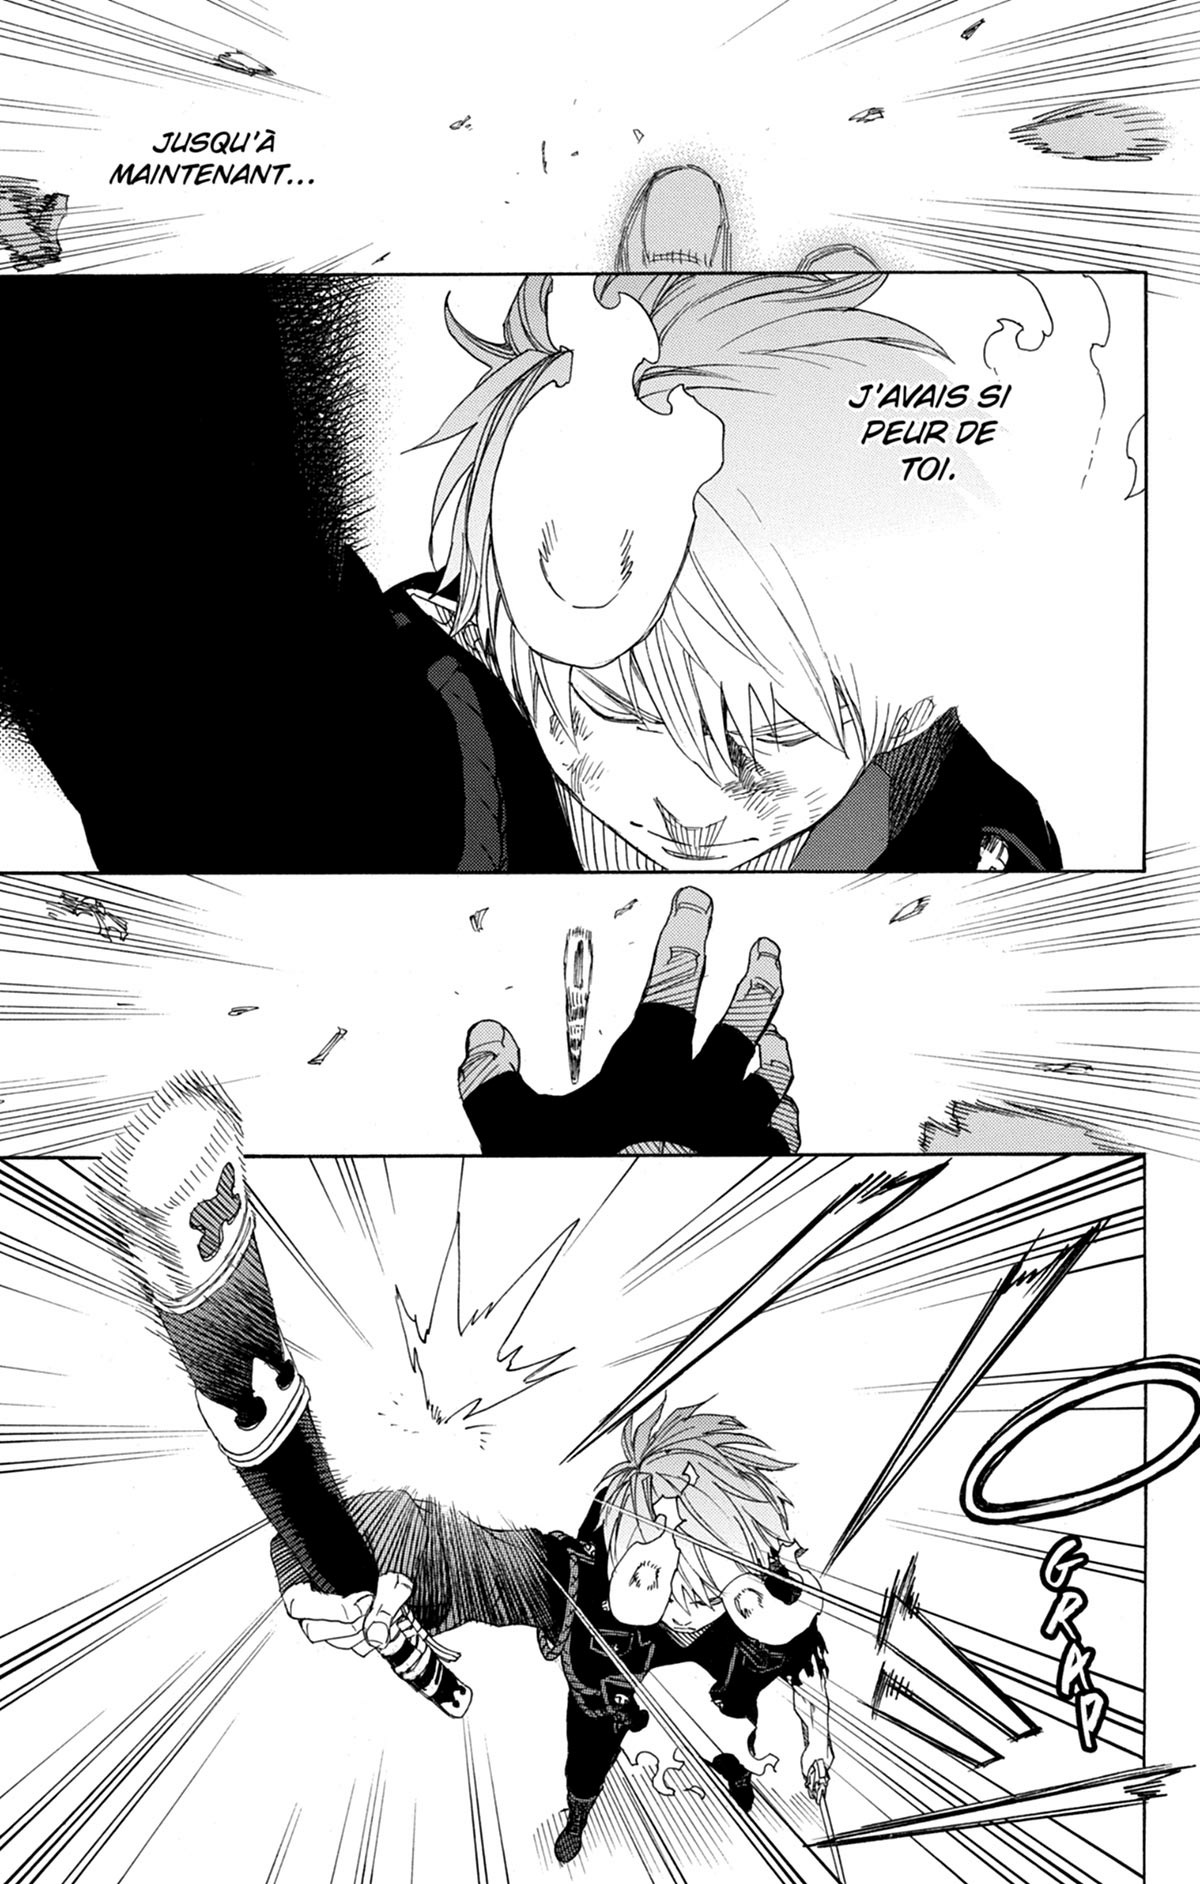 JUSQU'À
MAINTENANT...
J'AVAIS SI
PEUR DE
TOI.
GRAP